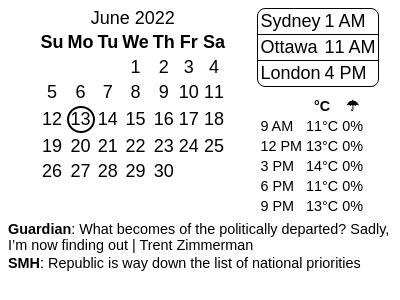 June 2022
Su Mo Tu We Th Fr Sa
1 2 3 4
5 6 7 8 9 10 11
12 13 14 15 16 17 18
19 20 21 22 23 24 25
26 27 28 29 30
Sydney 1 AM
Ottawa 11 AM
London 4 PM
°C ☂
9 AM 11°C 0%
12 PM 13°C 0%
3 PM 14°C 0%
6 PM 11°C 0%
9 PM 13°C 0%
Guardian: What becomes of the politically departed? Sadly,
I’m now finding out | Trent Zimmerman
SMH: Republic is way down the list of national priorities